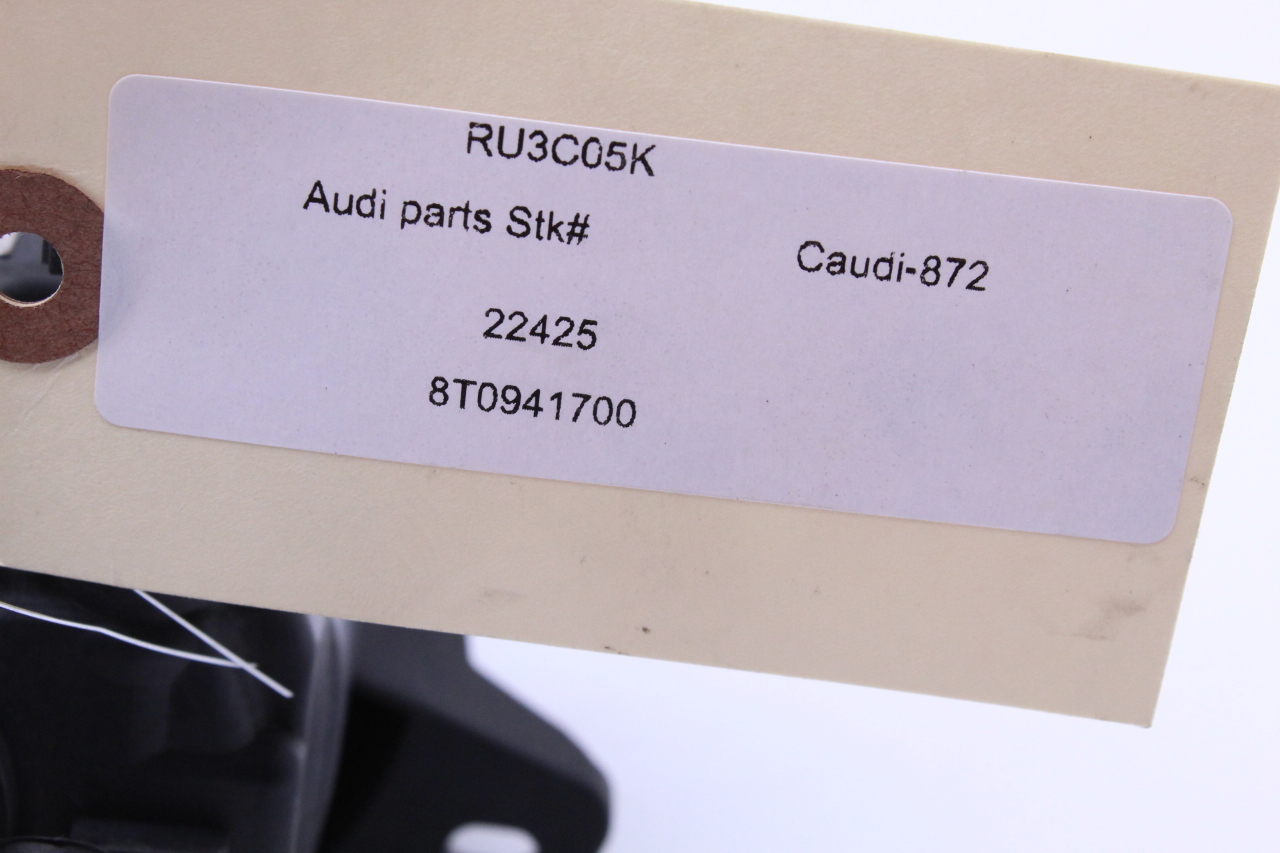 RU3C05K
Audi parts Stk#
Caudi-872
22425
8T0941700